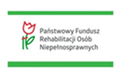 Państwowy Fundusz
Rehabilitacji Osób
Niepełnosprawnych